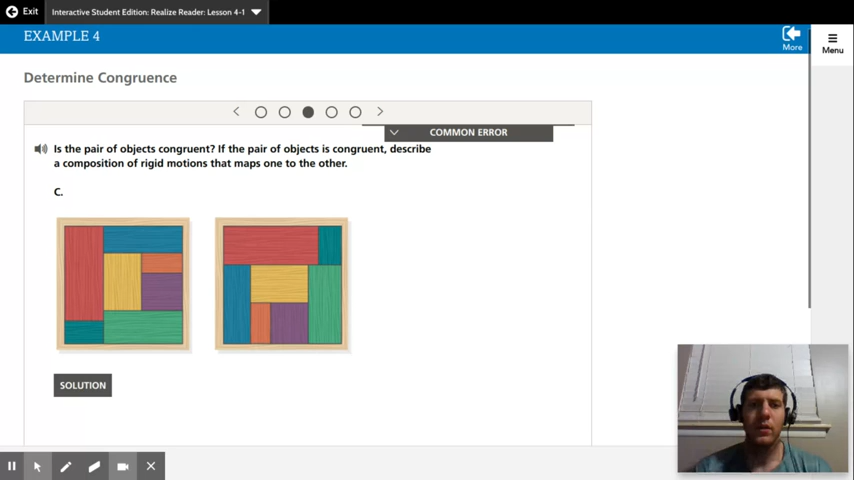 Exit
Interactive Student Edition: Realize Reader: Lesson 4-1
EXAMPLE 4
More
Menu
Determine Congruence
COMMON ERROR
Is the pair of objects congruent? If the pair of objects is congruent, describe
a composition of rigid motions that maps one to the other.
C.
SOLUTION